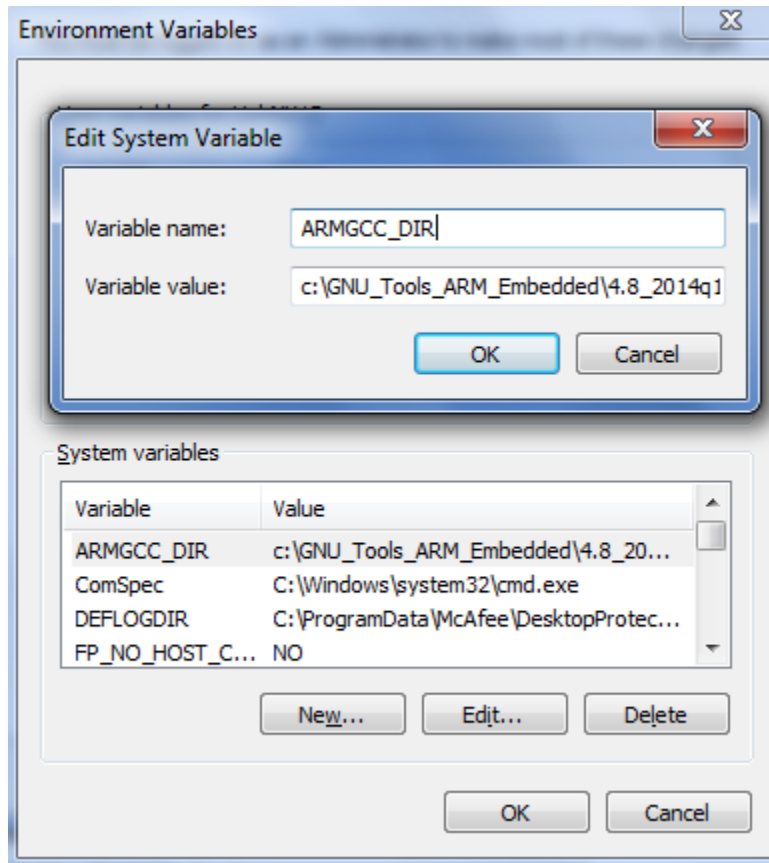 Environment Variables
Edit System Variable
Variable name:
ARMGCC_DIR
Variable value:
c:\GNU_Tools_ARM_Embedded\4.8_2014q1
OK
Cancel
System variables
Variable
Value
ARMGCC_DIR
c:\GNU_Tools_ARM_Embedded\4.8_20...
ComSpec
C:\Windows\system32\cmd.exe
DEFLOGDIR
C:\ProgramData\McAfee\DesktopProtec...
FP_NO_HOST_C...
NO
New...
Edit...
Delete
OK
Cancel